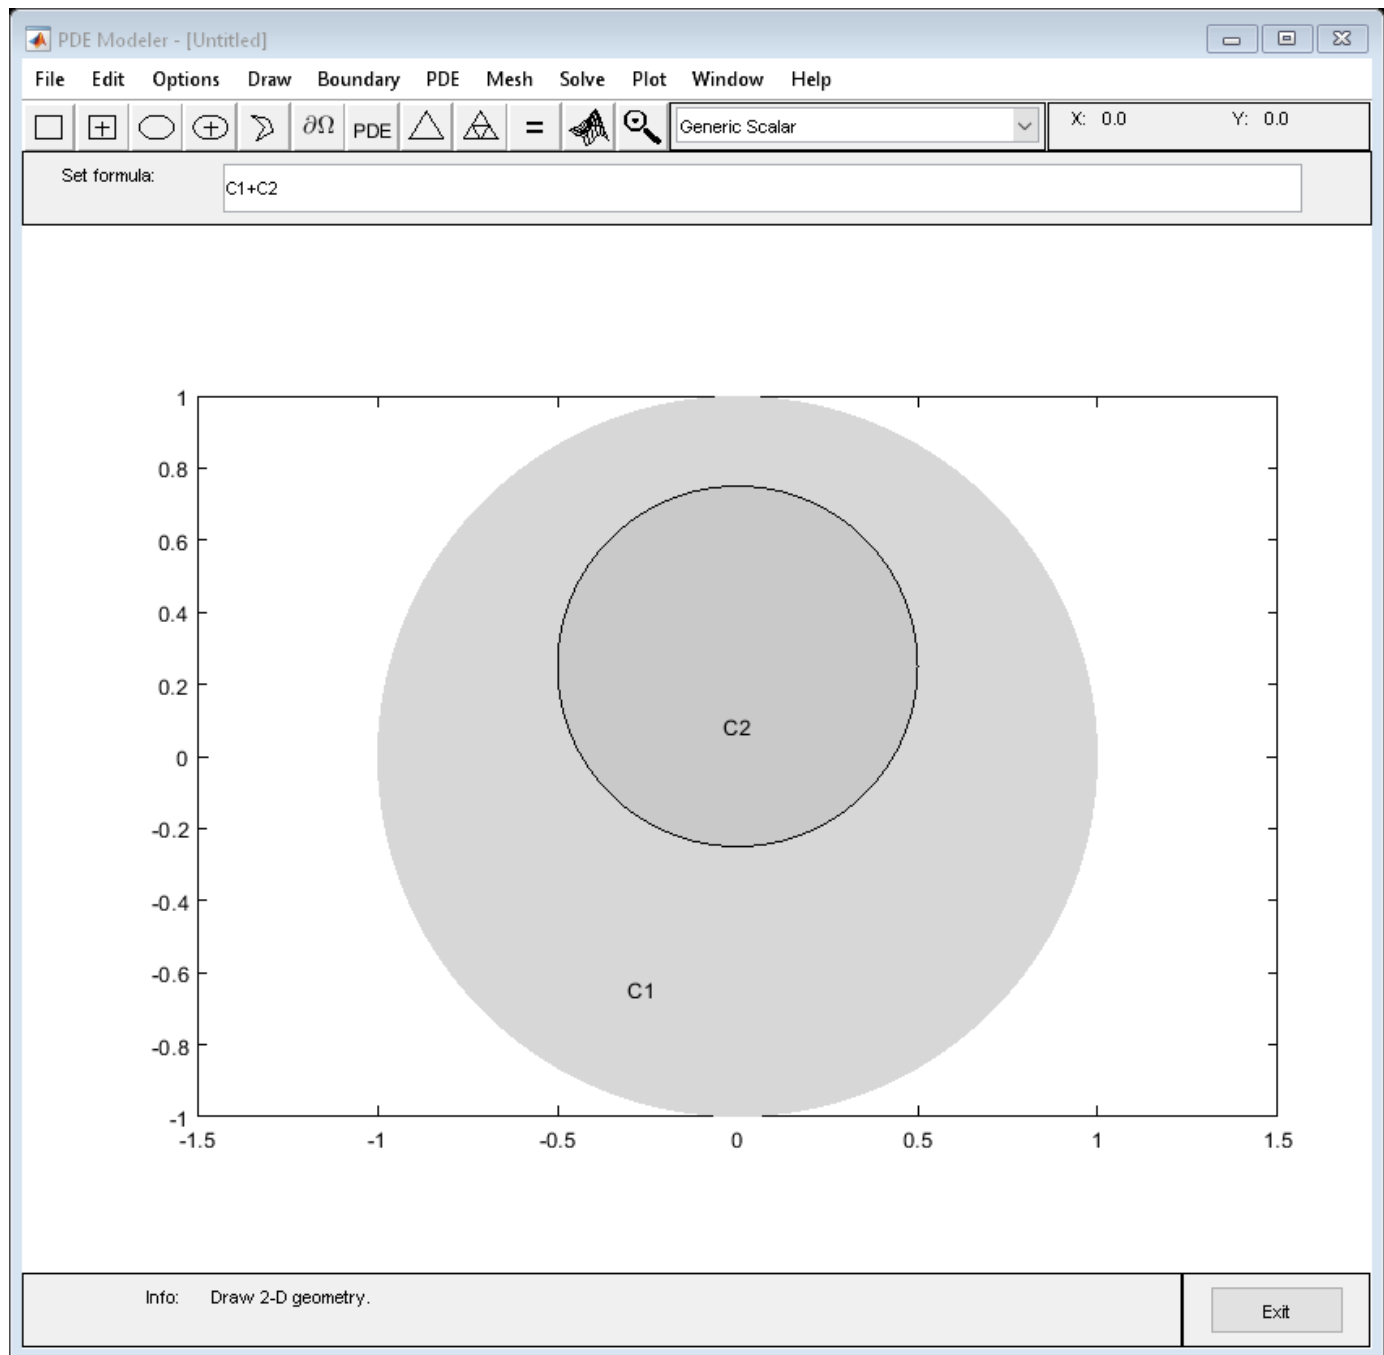 PDE Modeler - [Untitled]
File Edit Options Draw Boundary PDE Mesh Solve Plot Window Help
∂Ω PDE = Generic Scalar X: 0.0 Y: 0.0
Set formula: C1+C2
1
0.8
0.6
0.4
0.2
C2
0
-0.2
-0.4
-0.6
C1
-0.8
-1
-1.5 -1 -0.5 0 0.5 1 1.5
Info: Draw 2-D geometry. Exit